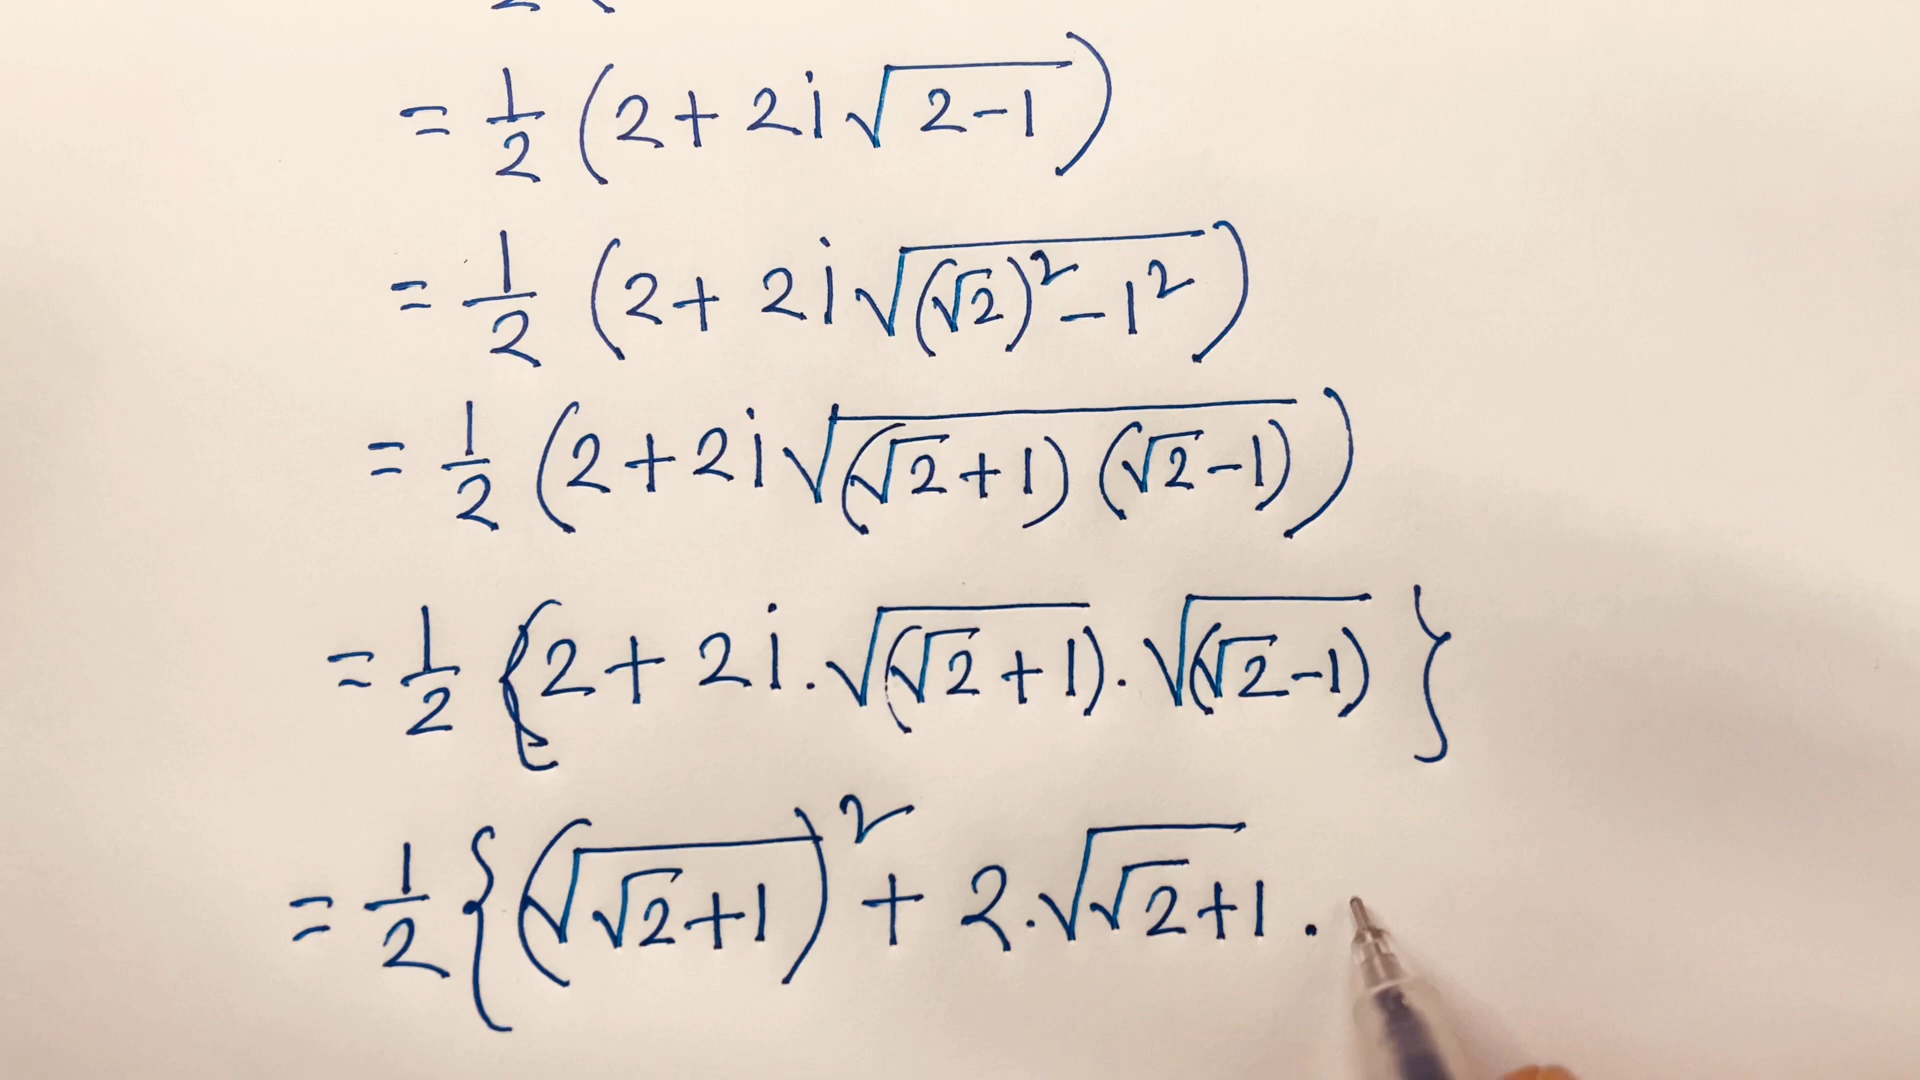 = 1/2 (2 + 2i √(2-1))
= 1/2 (2 + 2i √((√2)² - 1²))
= 1/2 (2 + 2i √((√2+1)(√2-1)))
= 1/2 {2 + 2i . √(√2+1) . √(√2-1)}
= 1/2 {(√(√2+1))² + 2 . √(√2+1) .